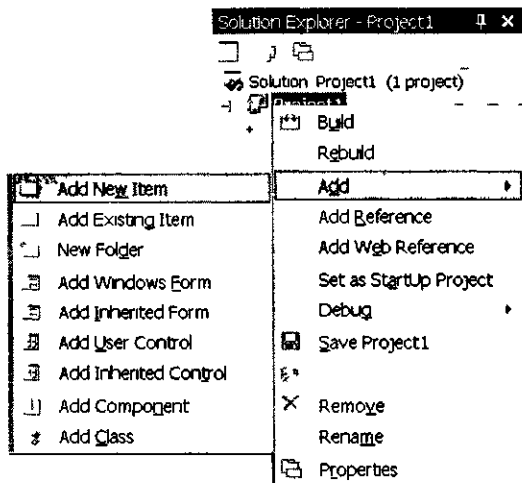 Solution Explorer - Project1
Solution Project1 (1 project)
Project1
Build
Rebuild
Add
Add Reference
Add Web Reference
Set as StartUp Project
Debug
Save Project1
Remove
Rename
Properties
Add New Item
Add Existing Item
New Folder
Add Windows Form
Add Inherited Form
Add User Control
Add Inherited Control
Add Component
Add Class